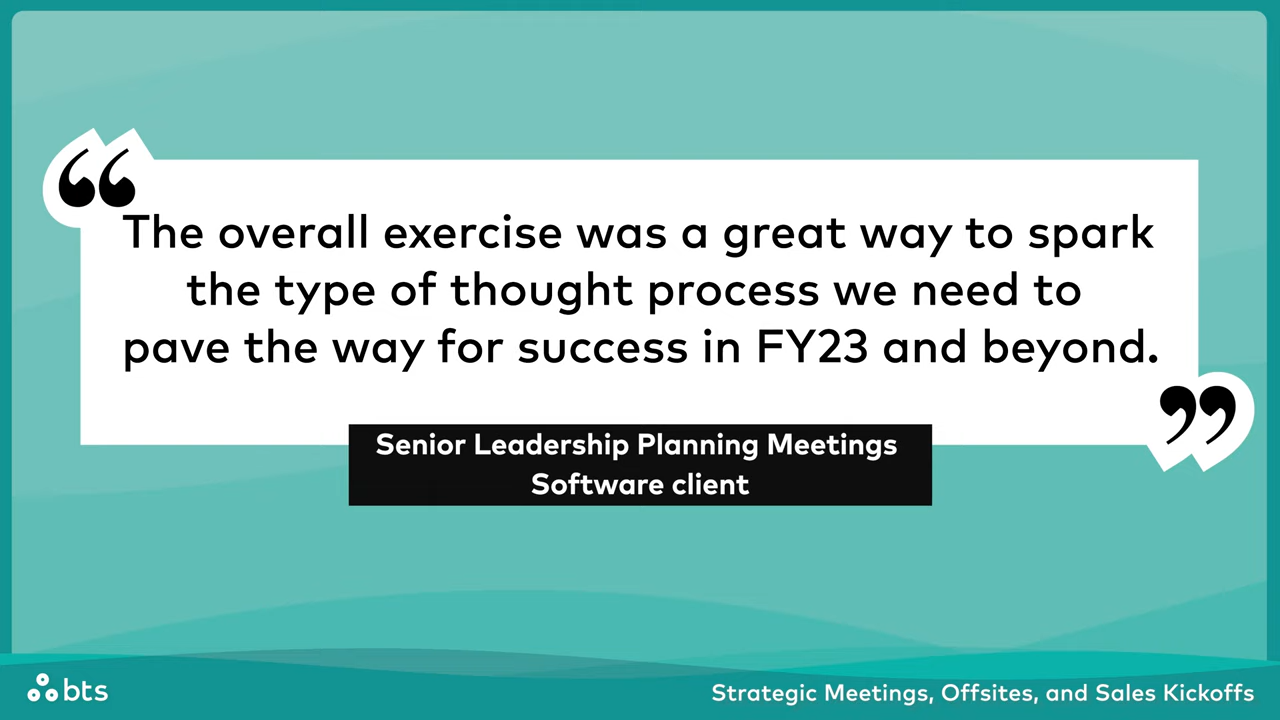 “
The overall exercise was a great way to spark
the type of thought process we need to
pave the way for success in FY23 and beyond.
”
Senior Leadership Planning Meetings
Software client
bts
Strategic Meetings, Offsites, and Sales Kickoffs